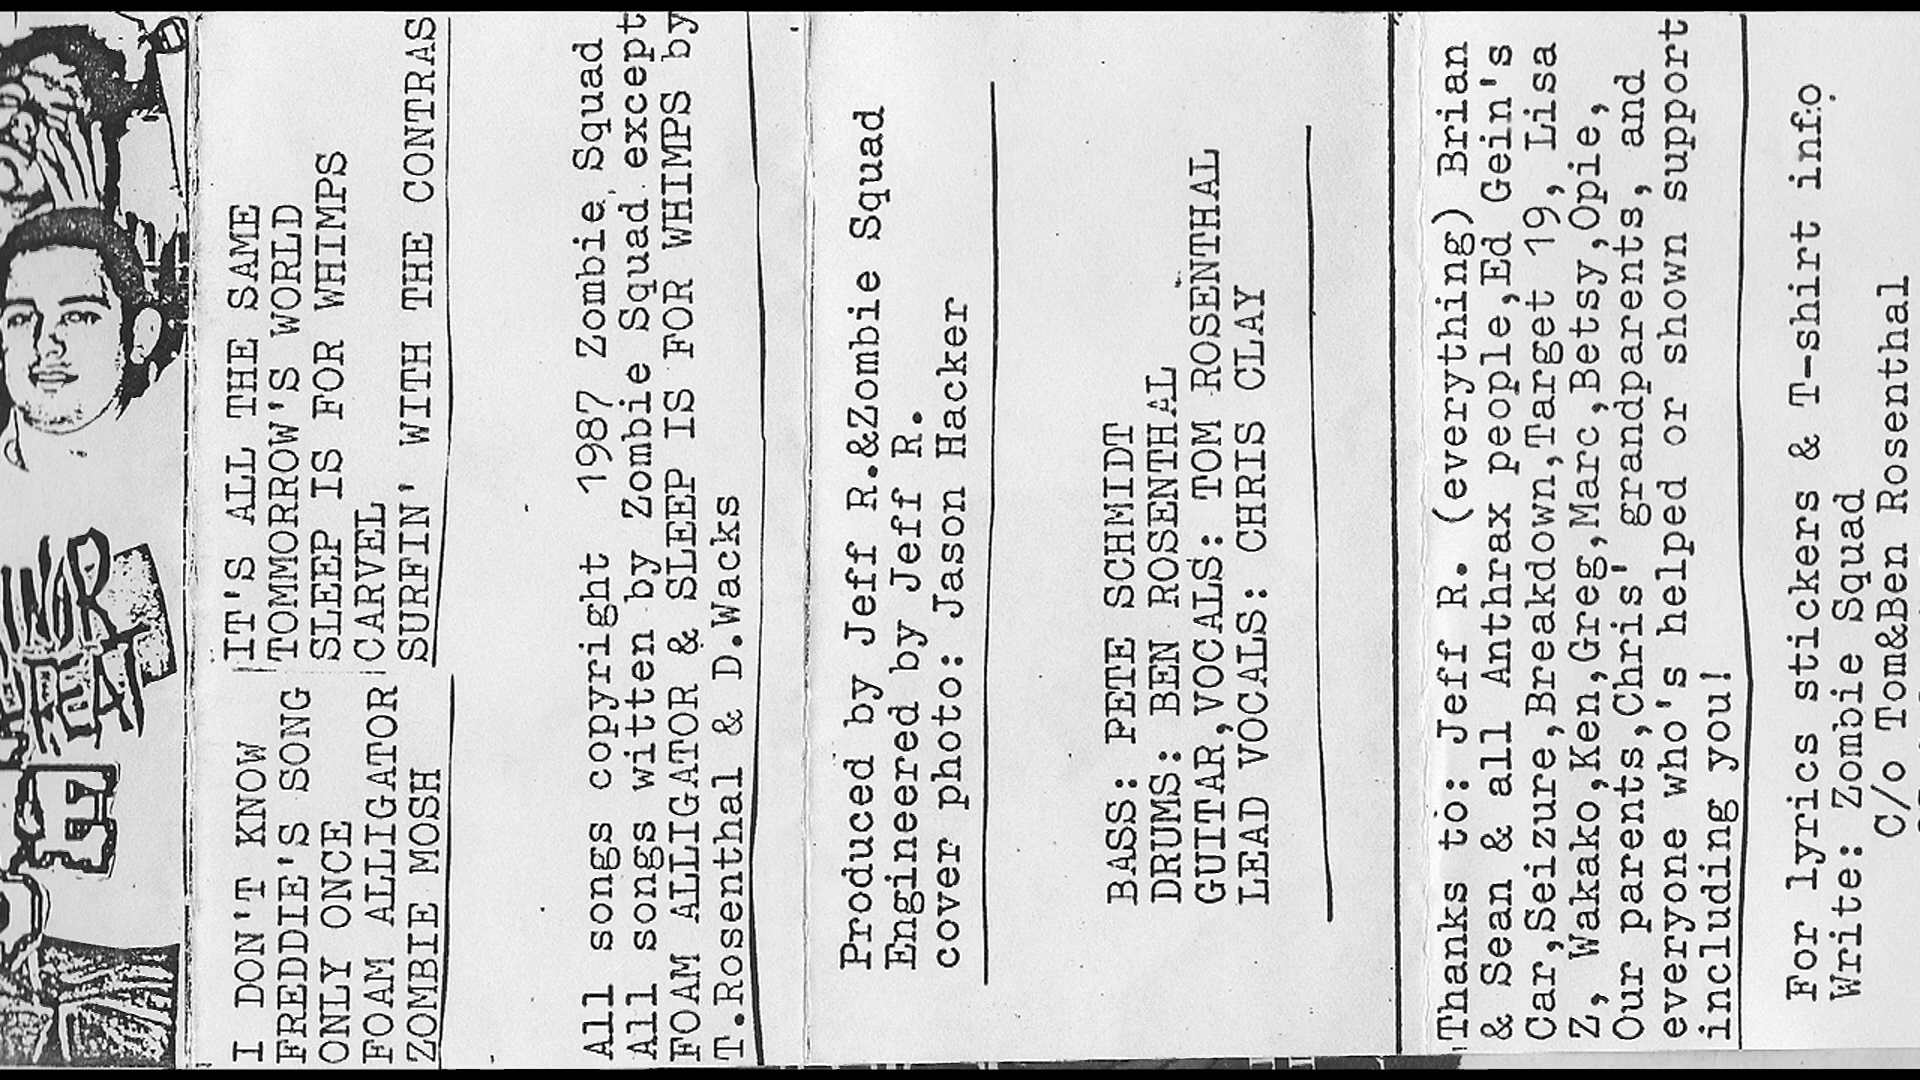 I DON'T KNOW
FREDDIE'S SONG
ONLY ONCE
FOAM ALLIGATOR
ZOMBIE MOSH
IT'S ALL THE SAME
TOMMORROW'S WORLD
SLEEP IS FOR WHIMPS
CARVEL
SURFIN' WITH THE CONTRAS
All songs copyright 1987 Zombie Squad
All songs witten by Zombie Squad except
FOAM ALLIGATOR & SLEEP IS FOR WHIMPS by
T.Rosenthal & D.Wacks
Produced by Jeff R.&Zombie Squad
Engineered by Jeff R.
cover photo: Jason Hacker
BASS: PETE SCHMIDT
DRUMS: BEN ROSENTHAL
GUITAR,VOCALS: TOM ROSENTHAL
LEAD VOCALS: CHRIS CLAY
Thanks to: Jeff R. (everything) Brian
& Sean & all Anthrax people,Ed Gein's
Car,Seizure,Breakdown,Target 19, Lisa
Z, Wakako,Ken,Greg,Marc,Betsy,Opie,
Our parents,Chris' grandparents, and
everyone who's helped or shown support
including you!
For lyrics stickers & T-shirt info
Write: Zombie Squad
C/o Tom&Ben Rosenthal